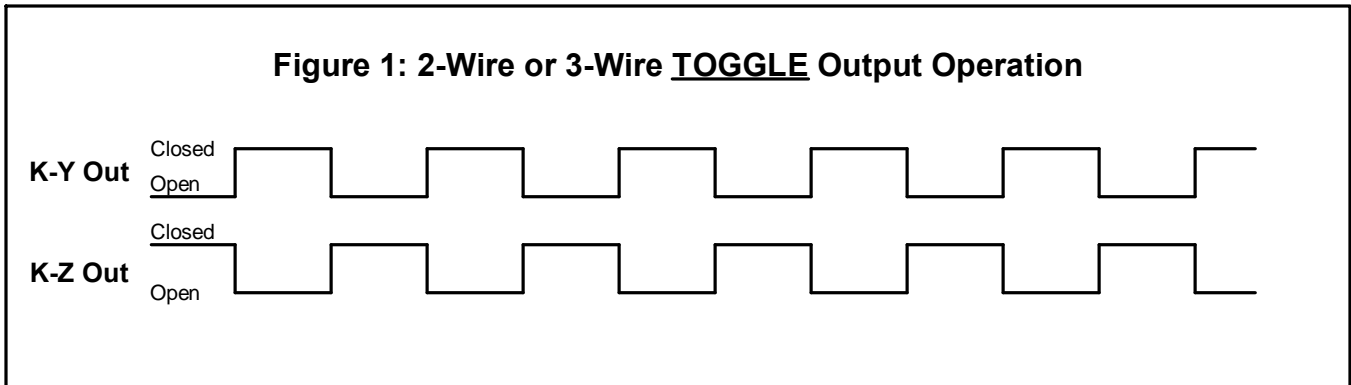 Figure 1: 2-Wire or 3-Wire TOGGLE Output Operation
Closed
K-Y Out
Open
Closed
K-Z Out
Open